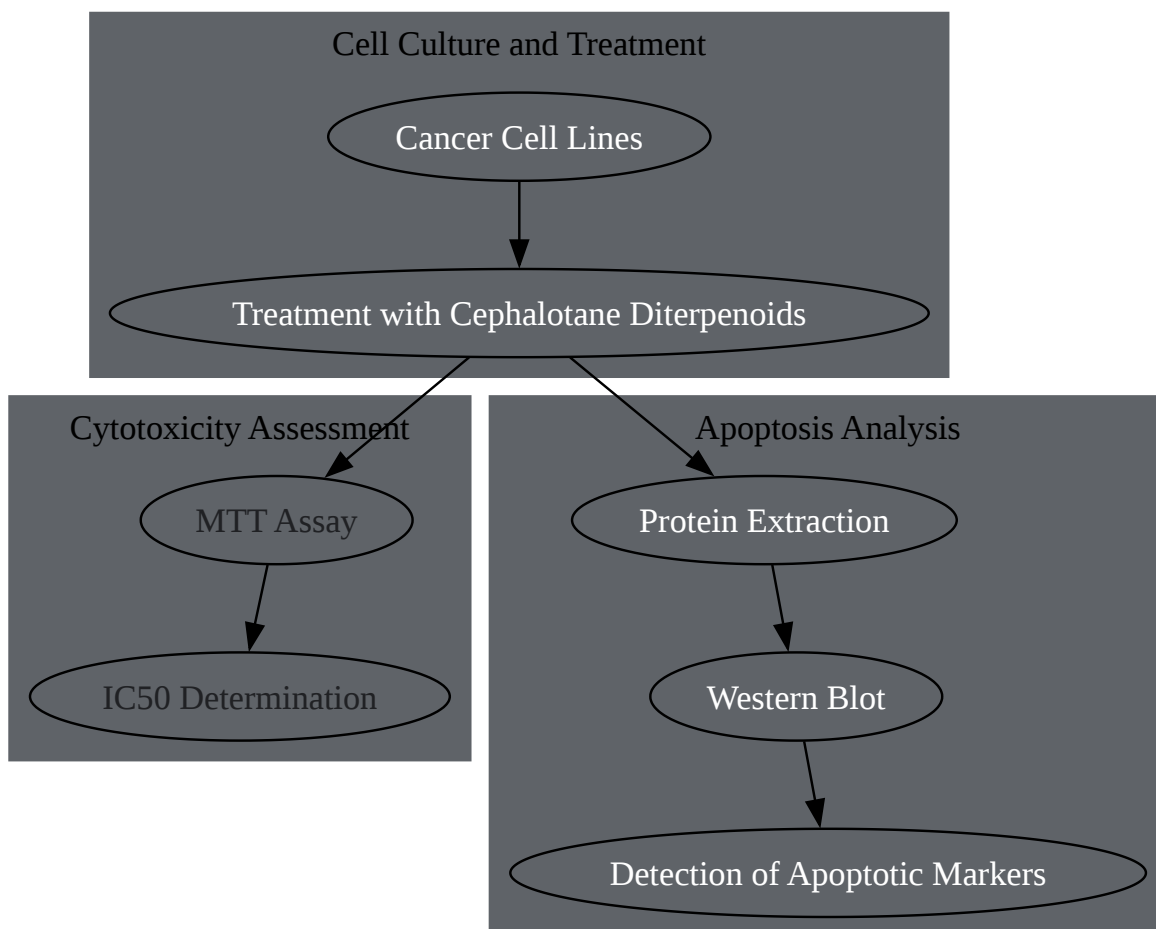 Cell Culture and Treatment
Cancer Cell Lines
Treatment with Cephalotane Diterpenoids
Cytotoxicity Assessment
MTT Assay
IC50 Determination
Apoptosis Analysis
Protein Extraction
Western Blot
Detection of Apoptotic Markers